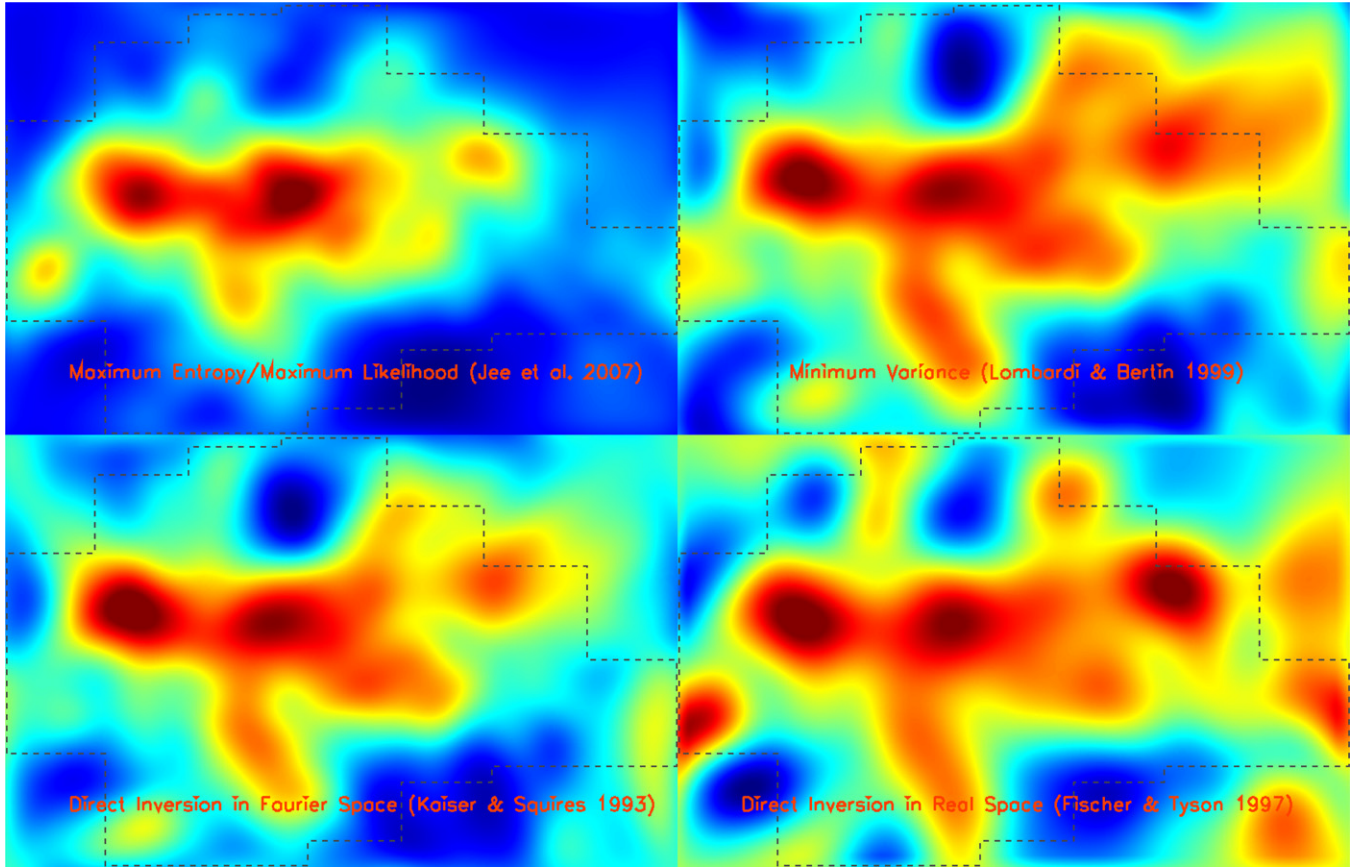 Maximum Entropy/Maximum Likelihood (Jee et al. 2007)
Minimum Variance (Lombardi & Bertin 1999)
Direct Inversion in Fourier Space (Kaiser & Squires 1993)
Direct Inversion in Real Space (Fischer & Tyson 1997)